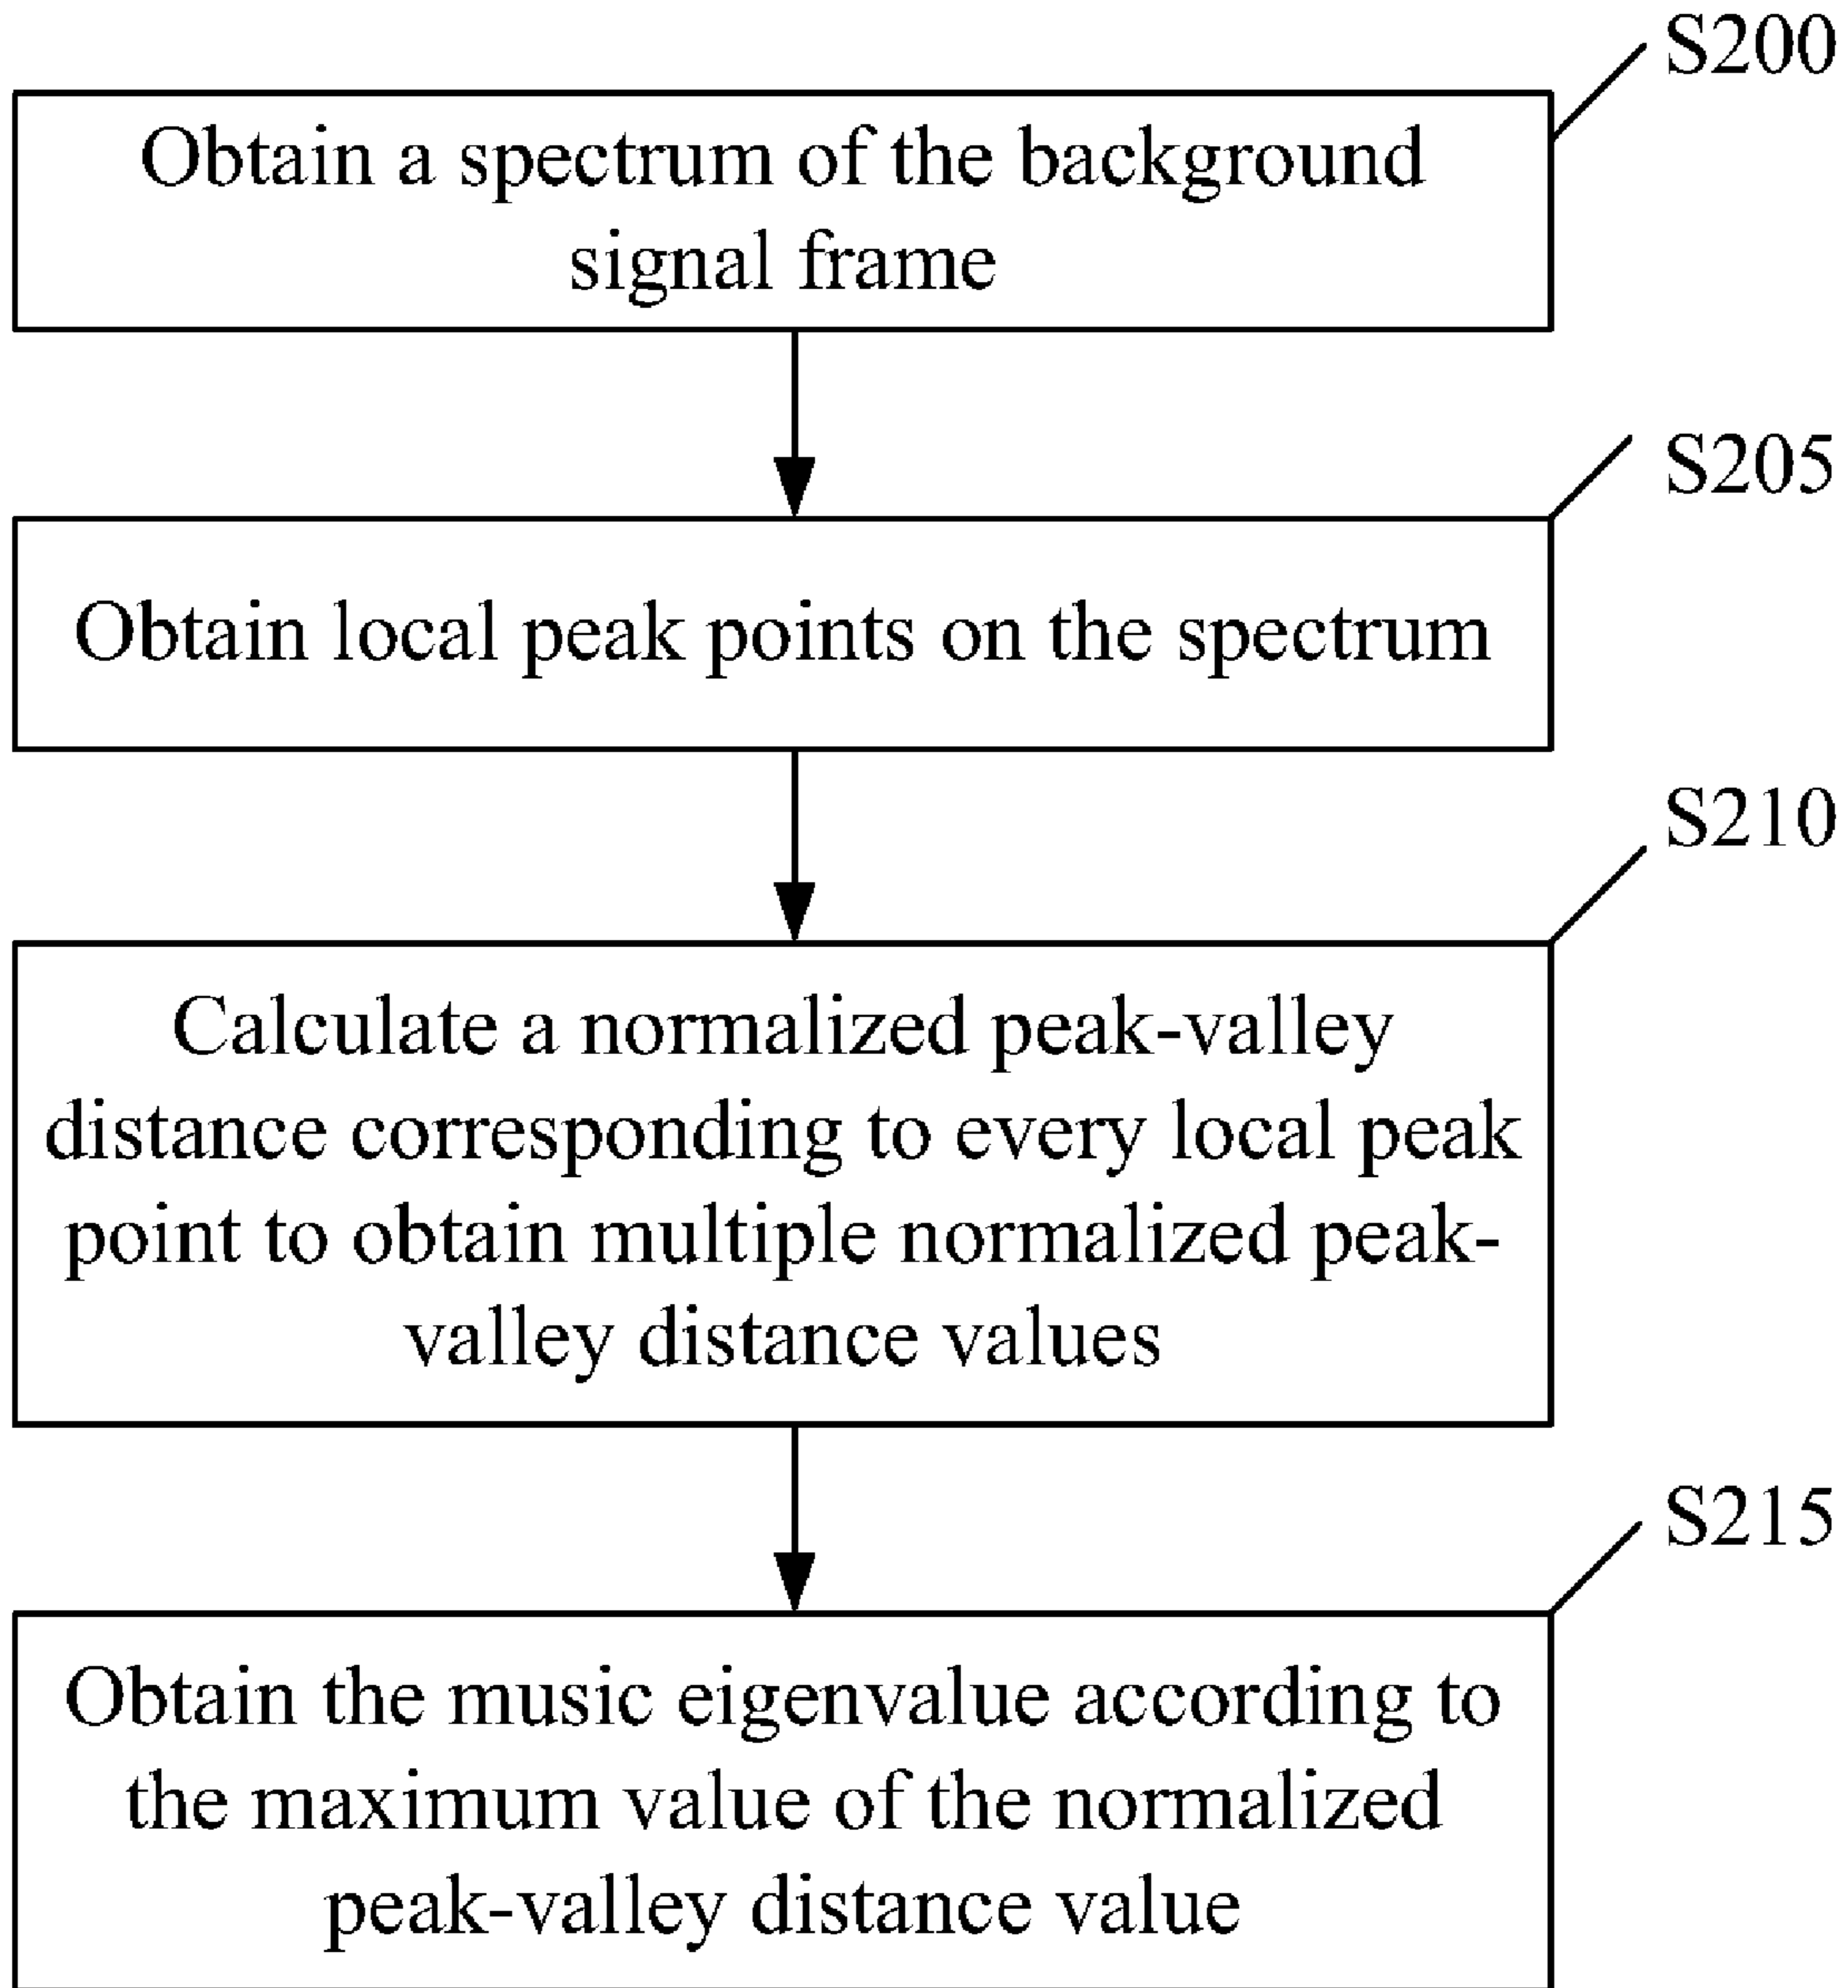 S200
Obtain a spectrum of the background
signal frame
S205
Obtain local peak points on the spectrum
S210
Calculate a normalized peak-valley
distance corresponding to every local peak
point to obtain multiple normalized peak-
valley distance values
S215
Obtain the music eigenvalue according to
the maximum value of the normalized
peak-valley distance value